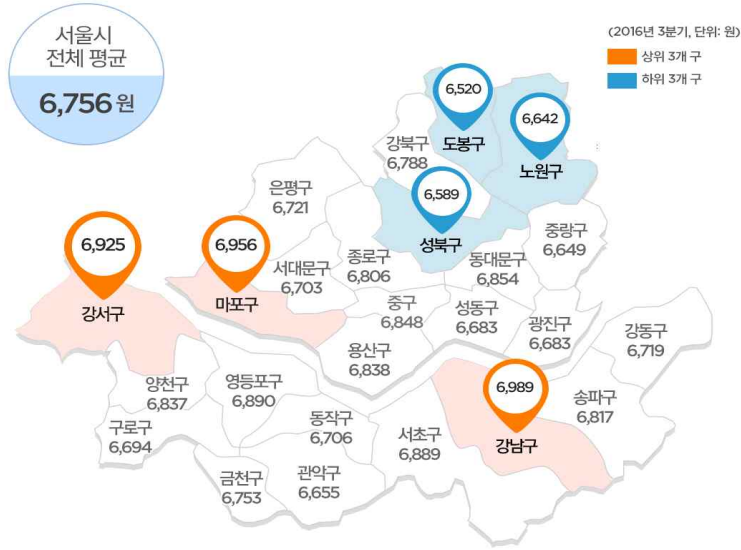 서울시
전체 평균
6,756 원
(2016년 3분기, 단위: 원)
상위 3개 구
하위 3개 구
6,520
도봉구
6,642
노원구
강북구
6,788
6,589
성북구
은평구
6,721
중랑구
6,649
6,925
강서구
6,956
마포구
서대문구
6,703
종로구
6,806
동대문구
6,854
중구
6,848
성동구
6,683
광진구
6,683
강동구
6,719
용산구
6,838
양천구
6,837
영등포구
6,890
6,989
강남구
송파구
6,817
구로구
6,694
동작구
6,706
서초구
6,889
금천구
6,753
관악구
6,655